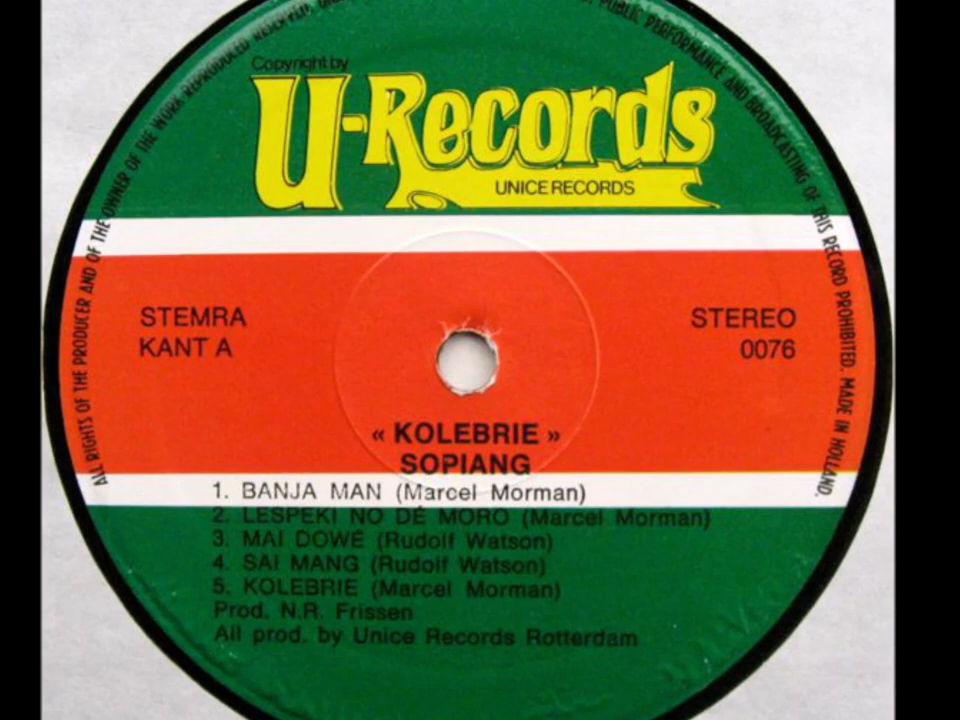 Copyright by
U-Records
UNICE RECORDS
STEMRA
KANT A
STEREO
0076
« KOLEBRIE »
SOPIANG
1. BANJA MAN (Marcel Morman)
2. LESPEKI NO DÉ MORO (Marcel Morman)
3. MAI DOWÉ (Rudolf Watson)
4. SAI MANG (Rudolf Watson)
5. KOLEBRIE (Marcel Morman)
Prod. N.R. Frissen
All prod. by Unice Records Rotterdam
ALL RIGHTS OF THE PRODUCER AND OF THE OWNER OF THE WORK REPRODUCED RESERVED.
PUBLIC PERFORMANCE AND BROADCASTING OF THIS RECORD PROHIBITED. MADE IN HOLLAND.